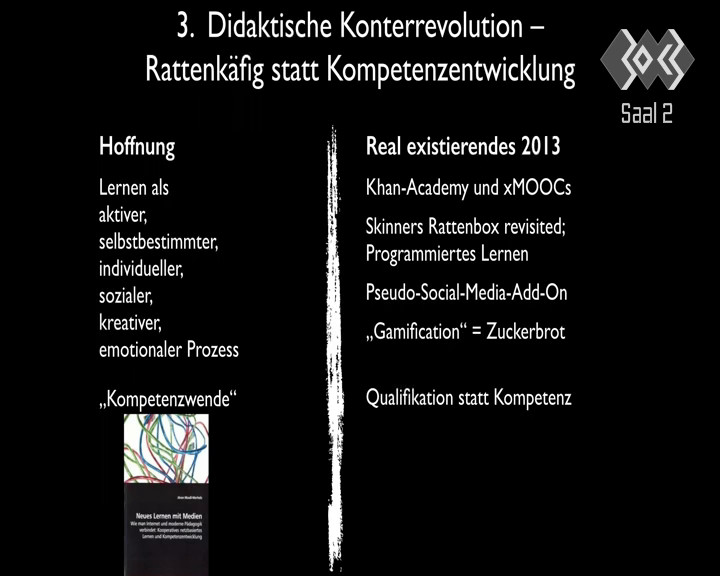 3. Didaktische Konterrevolution –
Rattenkäfig statt Kompetenzentwicklung
Saal 2
Hoffnung
Lernen als
aktiver,
selbstbestimmter,
individueller,
sozialer,
kreativer,
emotionaler Prozess
„Kompetenzwende“
Neues Lernen mit Medien
Wie man Internet und moderne Pädagogik
verbindet: Kooperatives netzbasiertes
Lernen und Kompetenzentwicklung
Real existierendes 2013
Khan-Academy und xMOOCs
Skinners Rattenbox revisited;
Programmiertes Lernen
Pseudo-Social-Media-Add-On
„Gamification“ = Zuckerbrot
Qualifikation statt Kompetenz